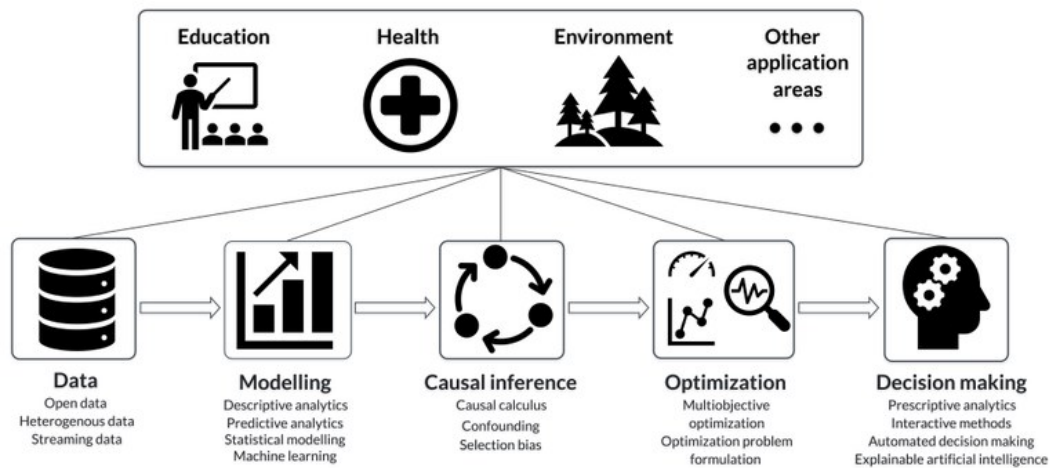 Education
Health
Environment
Other
application
areas
Data
Open data
Heterogenous data
Streaming data
Modelling
Descriptive analytics
Predictive analytics
Statistical modelling
Machine learning
Causal inference
Causal calculus
Confounding
Selection bias
Optimization
Multiobjective
optimization
Optimization problem
formulation
Decision making
Prescriptive analytics
Interactive methods
Automated decision making
Explainable artificial intelligence